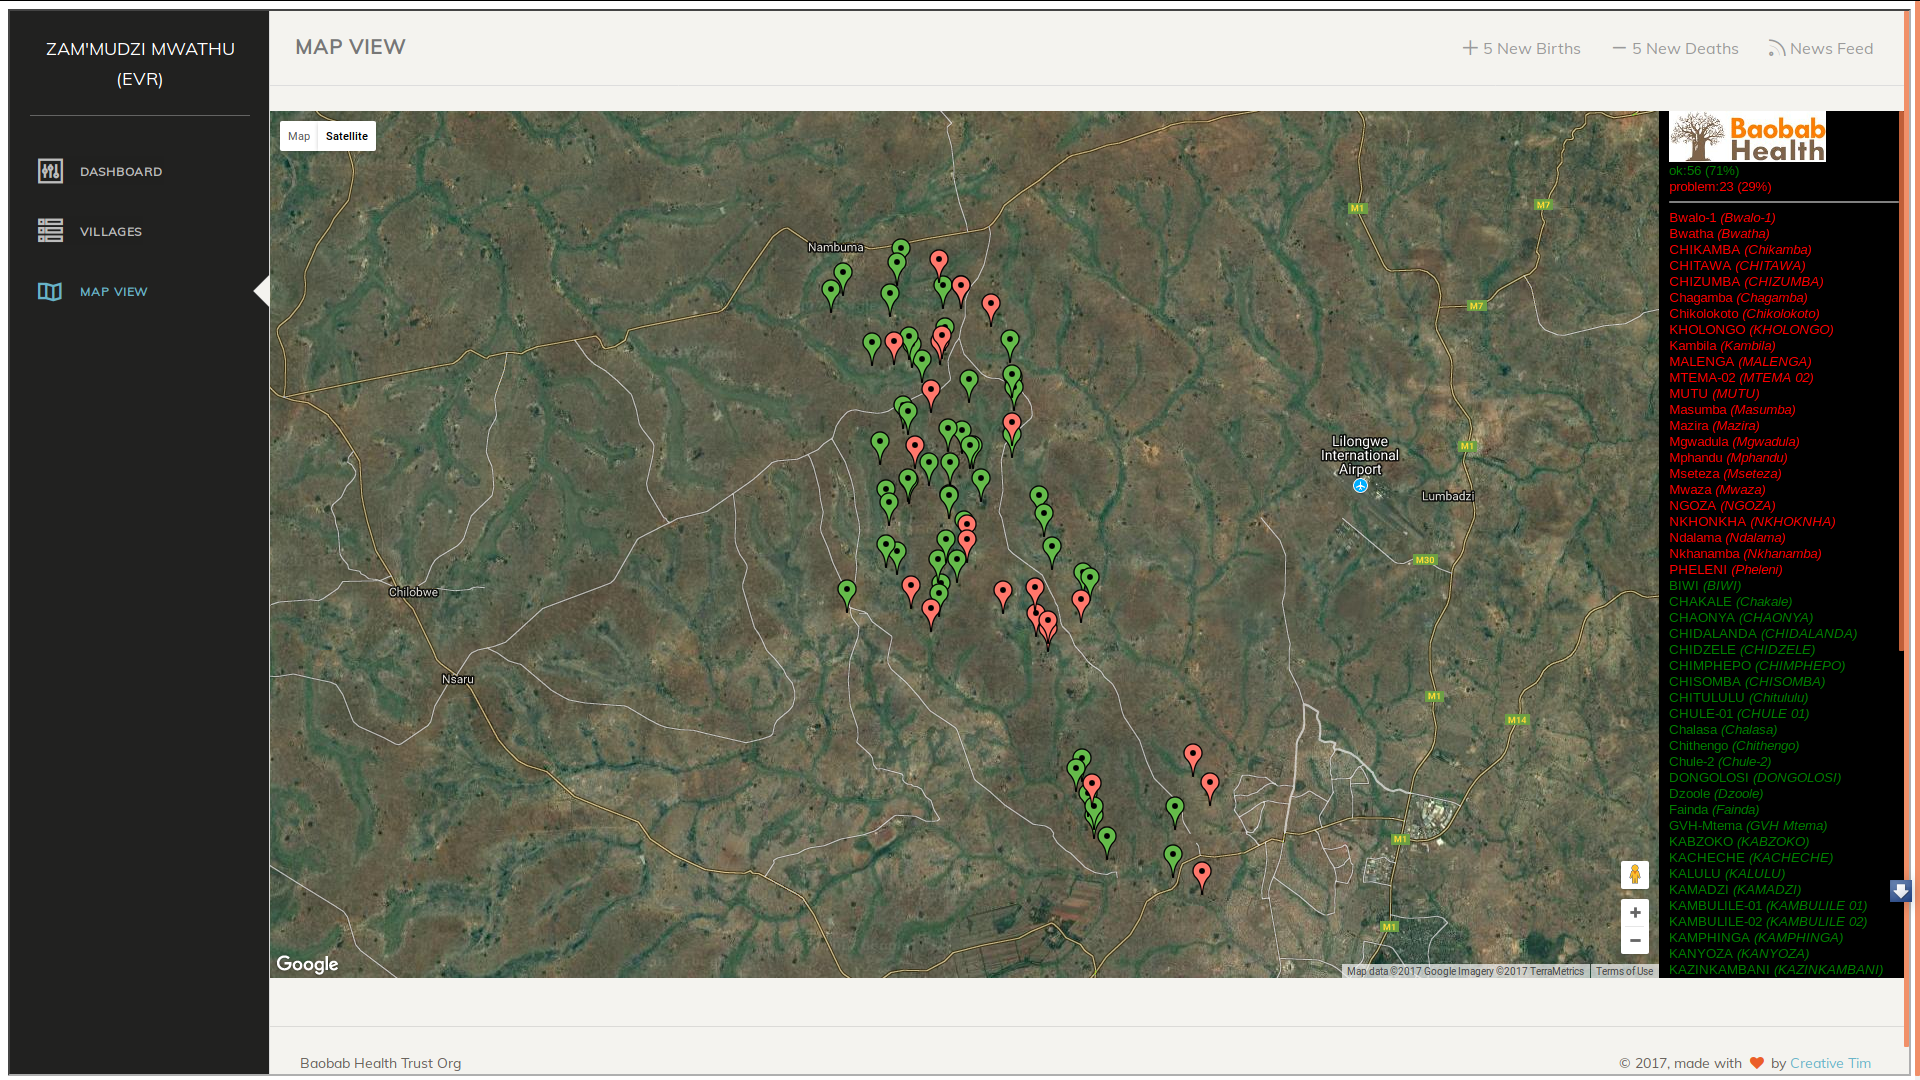 ZAM'MUDZI MWATHU
(EVR)
DASHBOARD
VILLAGES
MAP VIEW
MAP VIEW
5 New Births
5 New Deaths
News Feed
Map
Satellite
Nambuma
Chilobwe
Nsaru
Lilongwe
International
Airport
Lumbadzi
M1
M7
M7
M1
M30
M1
M14
M1
M1
Google
Map data ©2017 Google Imagery ©2017 TerraMetrics
Terms of Use
Baobab
Health
ok:56 (71%)
problem:23 (29%)
Bwalo-1 (Bwalo-1)
Bwatha (Bwatha)
CHIKAMBA (Chikamba)
CHITAWA (CHITAWA)
CHIZUMBA (CHIZUMBA)
Chagamba (Chagamba)
Chikolokoto (Chikolokoto)
KHOLONGO (KHOLONGO)
Kambila (Kambila)
MALENGA (MALENGA)
MTEMA-02 (MTEMA 02)
MUTU (MUTU)
Masumba (Masumba)
Mazira (Mazira)
Mgwadula (Mgwadula)
Mphandu (Mphandu)
Mseteza (Mseteza)
Mwaza (Mwaza)
NGOZA (NGOZA)
NKHONKHA (NKHOKNHA)
Ndalama (Ndalama)
Nkhanamba (Nkhanamba)
PHELENI (Pheleni)
BIWI (BIWI)
CHAKALE (Chakale)
CHAONYA (CHAONYA)
CHIDALANDA (CHIDALANDA)
CHIDZELE (CHIDZELE)
CHIMPHEPO (CHIMPHEPO)
CHISOMBA (CHISOMBA)
CHITULULU (Chitululu)
CHULE-01 (CHULE 01)
Chalasa (Chalasa)
Chithengo (Chithengo)
Chule-2 (Chule-2)
DONGOLOSI (DONGOLOSI)
Dzoole (Dzoole)
Fainda (Fainda)
GVH-Mtema (GVH Mtema)
KABZOKO (KABZOKO)
KACHECHE (KACHECHE)
KALULU (KALULU)
KAMADZI (KAMADZI)
KAMBULILE-01 (KAMBULILE 01)
KAMBULILE-02 (KAMBULILE 02)
KAMPHINGA (KAMPHINGA)
KANYOZA (KANYOZA)
KAZINKAMBANI (KAZINKAMBANI)
Baobab Health Trust Org
© 2017, made with by Creative Tim